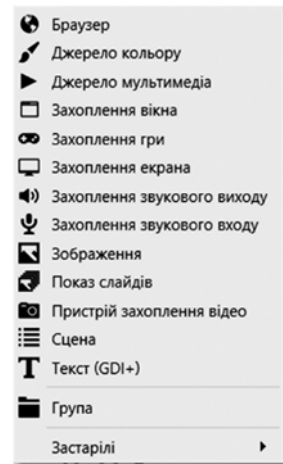 Браузер
Джерело кольору
Джерело мультимедіа
Захоплення вікна
Захоплення гри
Захоплення екрана
Захоплення звукового виходу
Захоплення звукового входу
Зображення
Показ слайдів
Пристрій захоплення відео
Сцена
Текст (GDI+)
Група
Застарілі